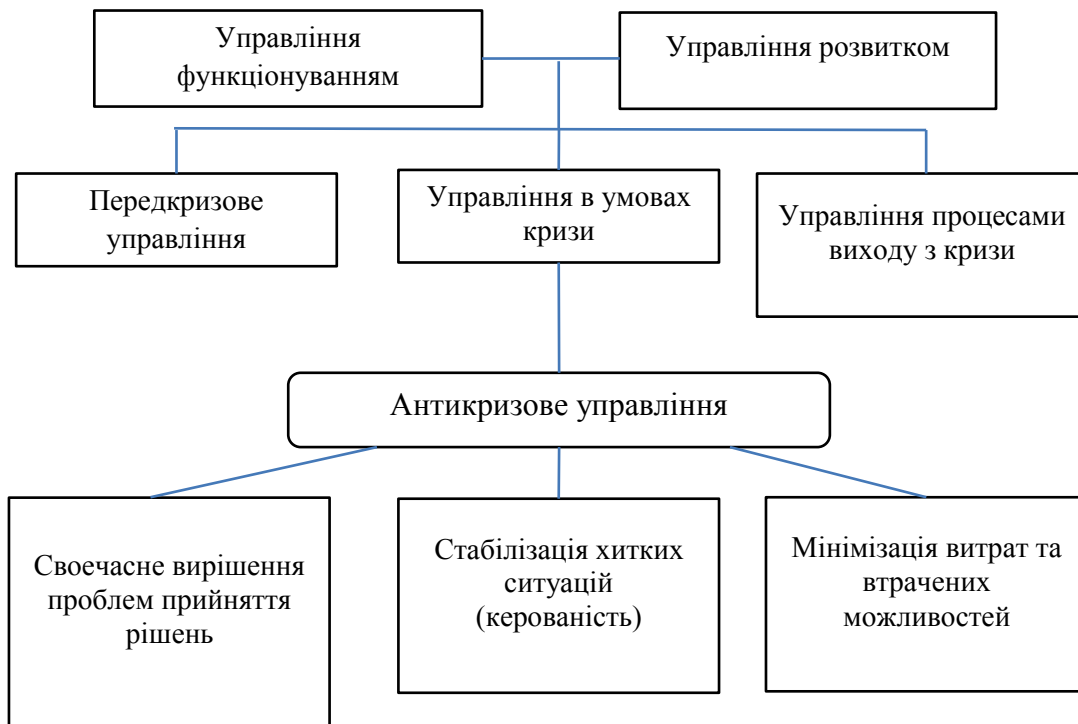 Управління
функціонуванням
Управління розвитком
Передкризове
управління
Управління в умовах
кризи
Управління процесами
виходу з кризи
Антикризове управління
Своечасне вирішення
проблем прийняття
рішень
Стабілізація хитких
ситуацій
(керованість)
Мінімізація витрат та
втрачених
можливостей